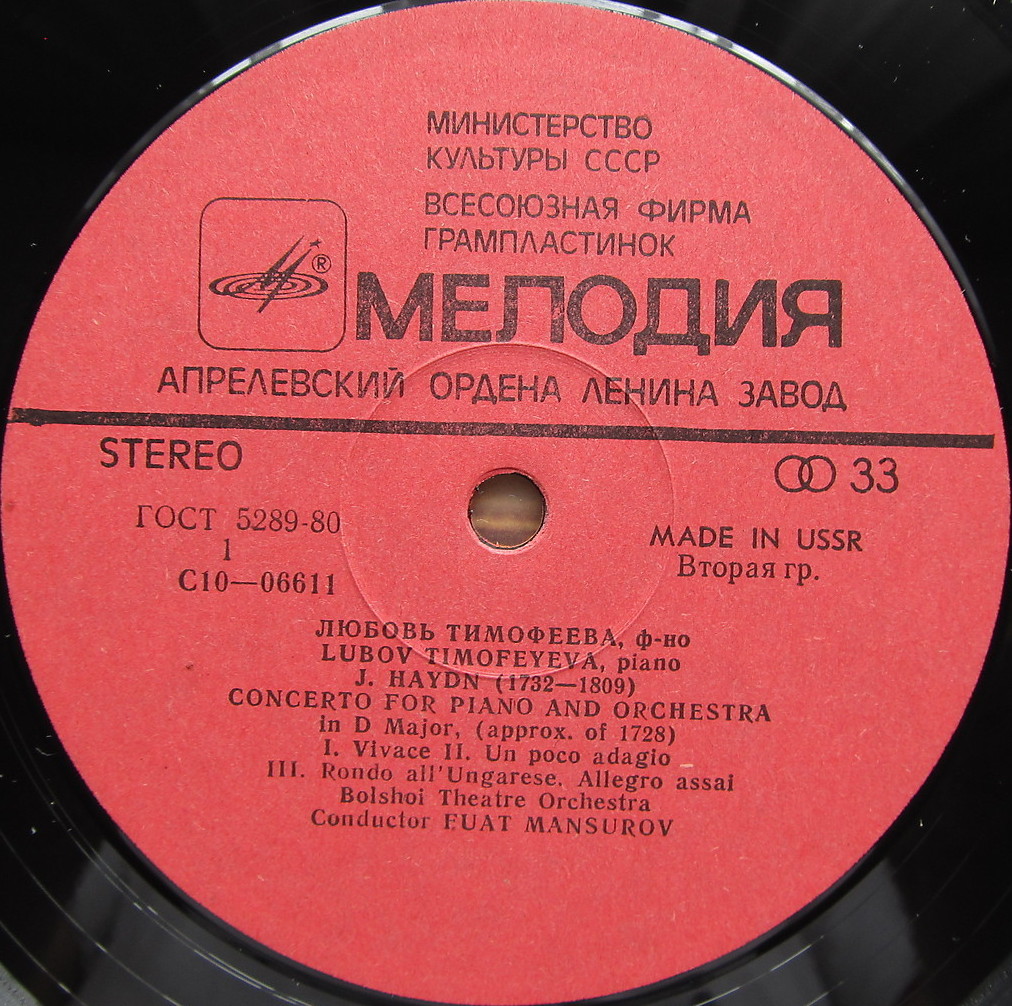 МИНИСТЕРСТВО
КУЛЬТУРЫ СССР
ВСЕСОЮЗНАЯ ФИРМА
ГРАМПЛАСТИНОК
®
МЕЛОДИЯ
АПРЕЛЕВСКИЙ ОРДЕНА ЛЕНИНА ЗАВОД
STEREO
33
ГОСТ 5289-80
1
С10—06611
MADE IN USSR
Вторая гр.
ЛЮБОВЬ ТИМОФЕЕВА, ф-но
LUBOV TIMOFEYEVA, piano
J. HAYDN (1732—1809)
CONCERTO FOR PIANO AND ORCHESTRA
in D Major, (approx. of 1728)
I. Vivace II. Un poco adagio
III. Rondo all'Ungarese. Allegro assai
Bolshoi Theatre Orchestra
Conductor FUAT MANSUROV